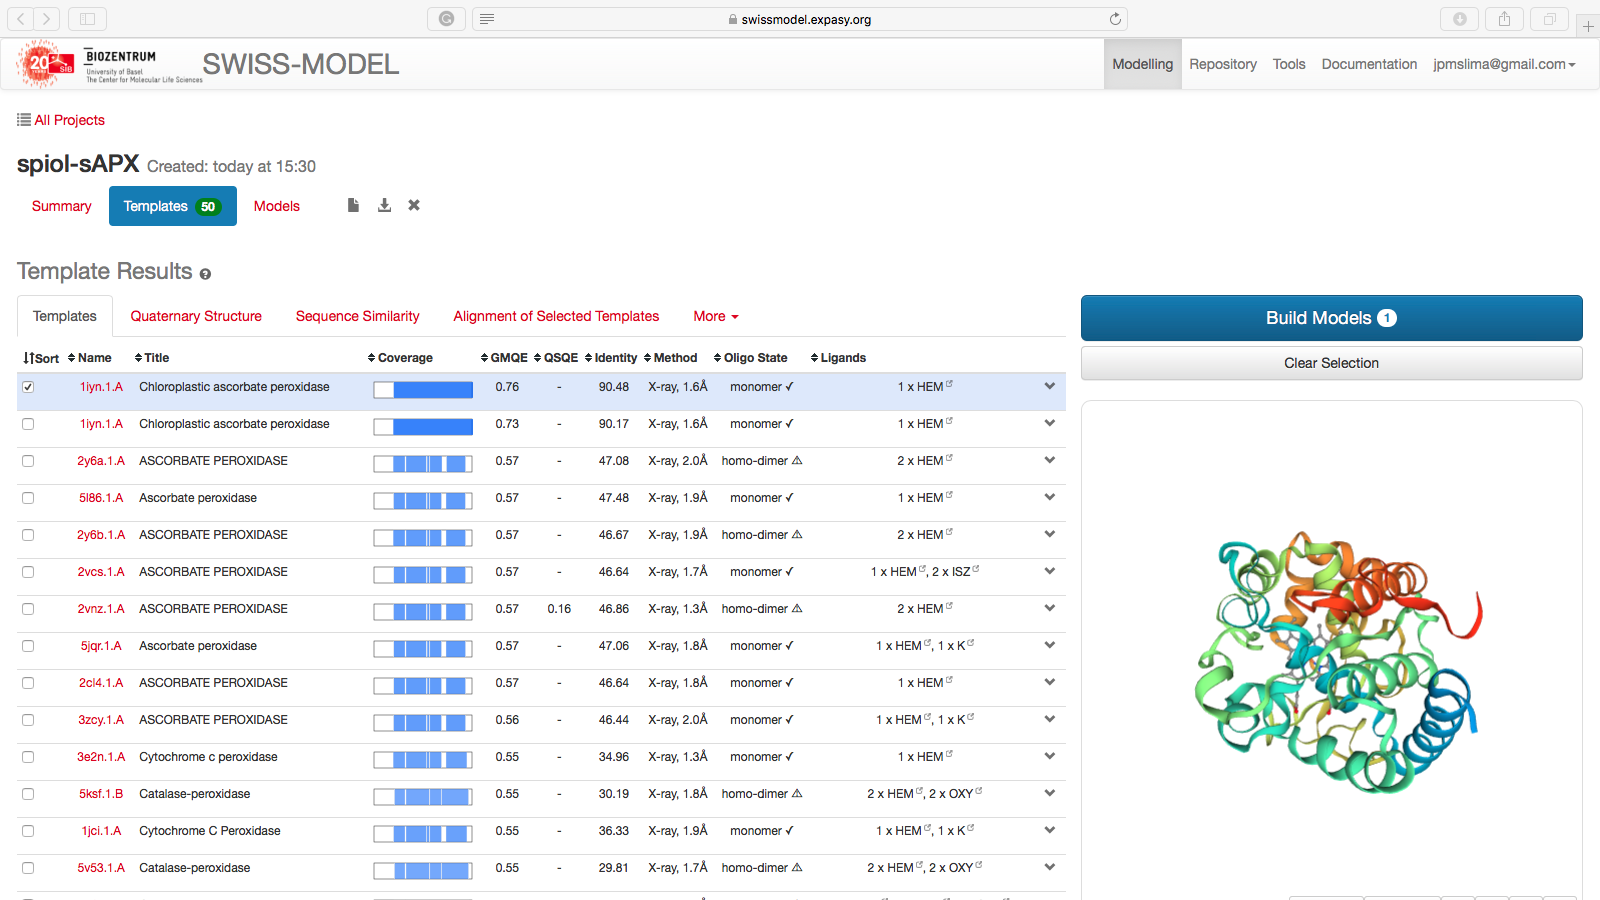 swissmodel.expasy.org
20
SIB
BIOZENTRUM
University of Basel
The Center for Molecular Life Sciences
SWISS-MODEL
Modelling Repository Tools Documentation jpmslima@gmail.com
All Projects
spiol-sAPX Created: today at 15:30
Summary Templates 50 Models
Template Results
Templates Quaternary Structure Sequence Similarity Alignment of Selected Templates More
Build Models 1
Clear Selection
Sort Name Title Coverage GMQE QSQE Identity Method Oligo State Ligands
1iyn.1.A Chloroplastic ascorbate peroxidase 0.76 - 90.48 X-ray, 1.6Å monomer ✓ 1 x HEM
1iyn.1.A Chloroplastic ascorbate peroxidase 0.73 - 90.17 X-ray, 1.6Å monomer ✓ 1 x HEM
2y6a.1.A ASCORBATE PEROXIDASE 0.57 - 47.08 X-ray, 2.0Å homo-dimer ⚠ 2 x HEM
5l86.1.A Ascorbate peroxidase 0.57 - 47.48 X-ray, 1.9Å monomer ✓ 1 x HEM
2y6b.1.A ASCORBATE PEROXIDASE 0.57 - 46.67 X-ray, 1.9Å homo-dimer ⚠ 2 x HEM
2vcs.1.A ASCORBATE PEROXIDASE 0.57 - 46.64 X-ray, 1.7Å monomer ✓ 1 x HEM, 2 x ISZ
2vnz.1.A ASCORBATE PEROXIDASE 0.57 0.16 46.86 X-ray, 1.3Å homo-dimer ⚠ 2 x HEM
5jqr.1.A Ascorbate peroxidase 0.57 - 47.06 X-ray, 1.8Å monomer ✓ 1 x HEM, 1 x K
2cl4.1.A ASCORBATE PEROXIDASE 0.57 - 46.64 X-ray, 1.8Å monomer ✓ 1 x HEM
3zcy.1.A ASCORBATE PEROXIDASE 0.56 - 46.44 X-ray, 2.0Å monomer ✓ 1 x HEM, 1 x K
3e2n.1.A Cytochrome c peroxidase 0.55 - 34.96 X-ray, 1.3Å monomer ✓ 1 x HEM
5ksf.1.B Catalase-peroxidase 0.55 - 30.19 X-ray, 1.8Å homo-dimer ⚠ 2 x HEM, 2 x OXY
1jci.1.A Cytochrome C Peroxidase 0.55 - 36.33 X-ray, 1.9Å monomer ✓ 1 x HEM, 1 x K
5v53.1.A Catalase-peroxidase 0.55 - 29.81 X-ray, 1.7Å homo-dimer ⚠ 2 x HEM, 2 x OXY